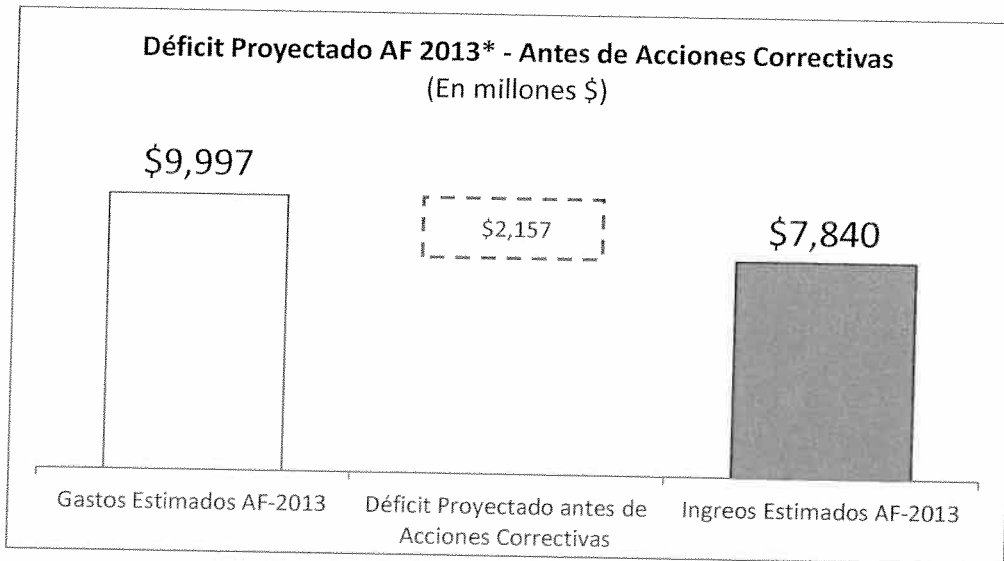 Déficit Proyectado AF 2013* - Antes de Acciones Correctivas
(En millones $)
$9,997
$2,157
$7,840
Gastos Estimados AF-2013
Déficit Proyectado antes de
Acciones Correctivas
Ingreos Estimados AF-2013